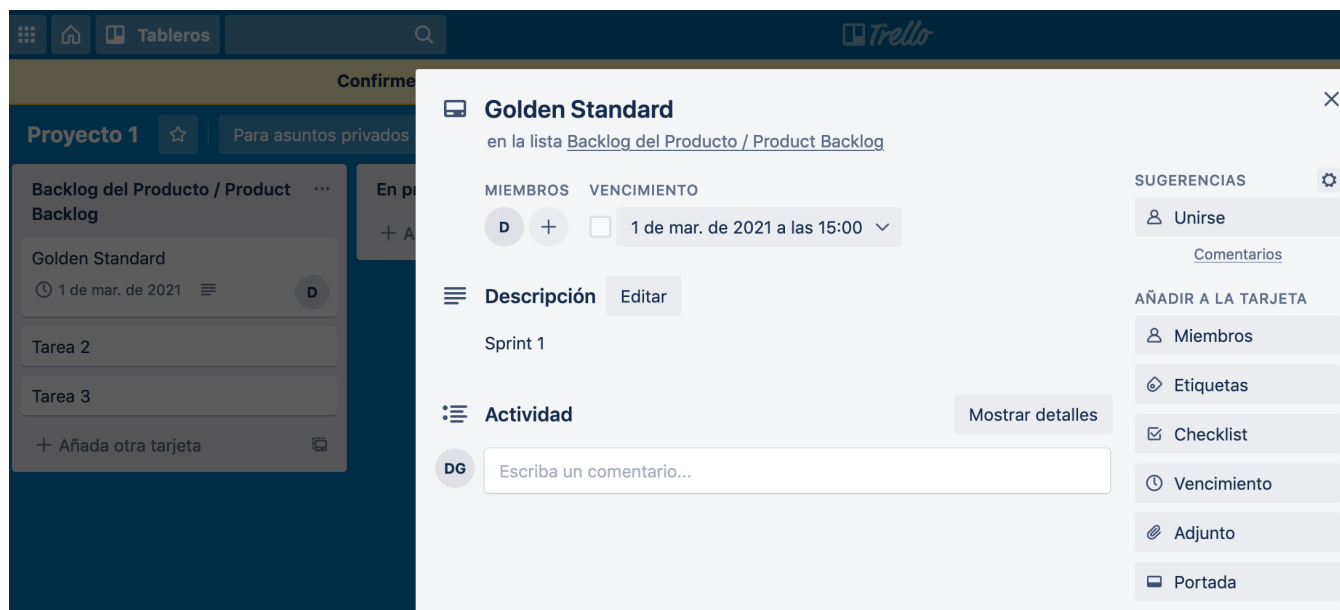 Tableros
Trello
Confirme
Proyecto 1
Para asuntos privados
Backlog del Producto / Product
Backlog
Golden Standard
1 de mar. de 2021
D
Tarea 2
Tarea 3
+ Añada otra tarjeta
En p
+ A
Golden Standard
en la lista Backlog del Producto / Product Backlog
MIEMBROS VENCIMIENTO
D + 1 de mar. de 2021 a las 15:00
Descripción Editar
Sprint 1
Actividad Mostrar detalles
DG Escriba un comentario...
SUGERENCIAS
Unirse
Comentarios
AÑADIR A LA TARJETA
Miembros
Etiquetas
Checklist
Vencimiento
Adjunto
Portada